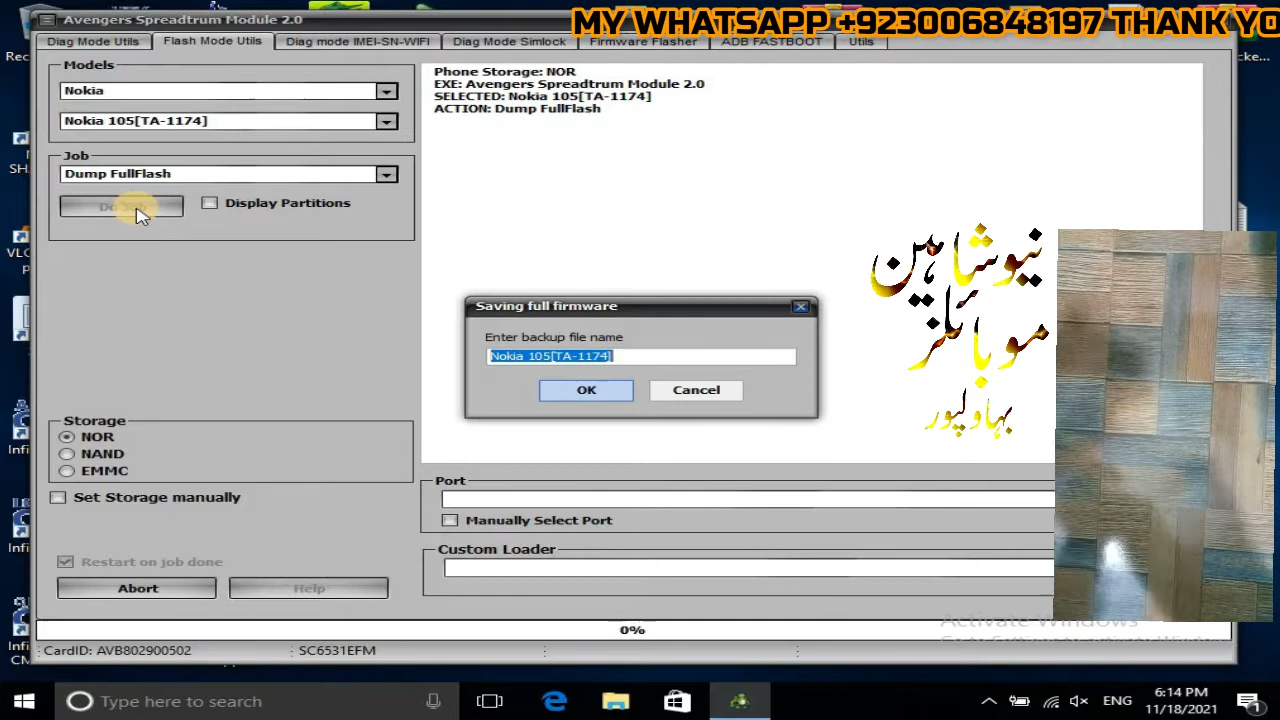 Avengers Spreadtrum Module 2.0
MY WHATSAPP +923006848197 THANK YO
Diag Mode Utils
Flash Mode Utils
Diag mode IMEI-SN-WIFI
Diag Mode Simlock
Firmware Flasher
ADB FASTBOOT
Utils
Models
Nokia
Nokia 105[TA-1174]
Job
Dump FullFlash
Display Partitions
Phone Storage: NOR
EXE: Avengers Spreadtrum Module 2.0
SELECTED: Nokia 105[TA-1174]
ACTION: Dump FullFlash
Saving full firmware
Enter backup file name
Nokia 105[TA-1174]
OK
Cancel
نیو شاہین
موبائلز
بہاولپور
Storage
NOR
NAND
EMMC
Set Storage manually
Port
Manually Select Port
Custom Loader
Restart on job done
Abort
Help
Activate Windows
0%
CardID: AVB802900502
SC6531EFM
Type here to search
ENG
6:14 PM
11/18/2021
1